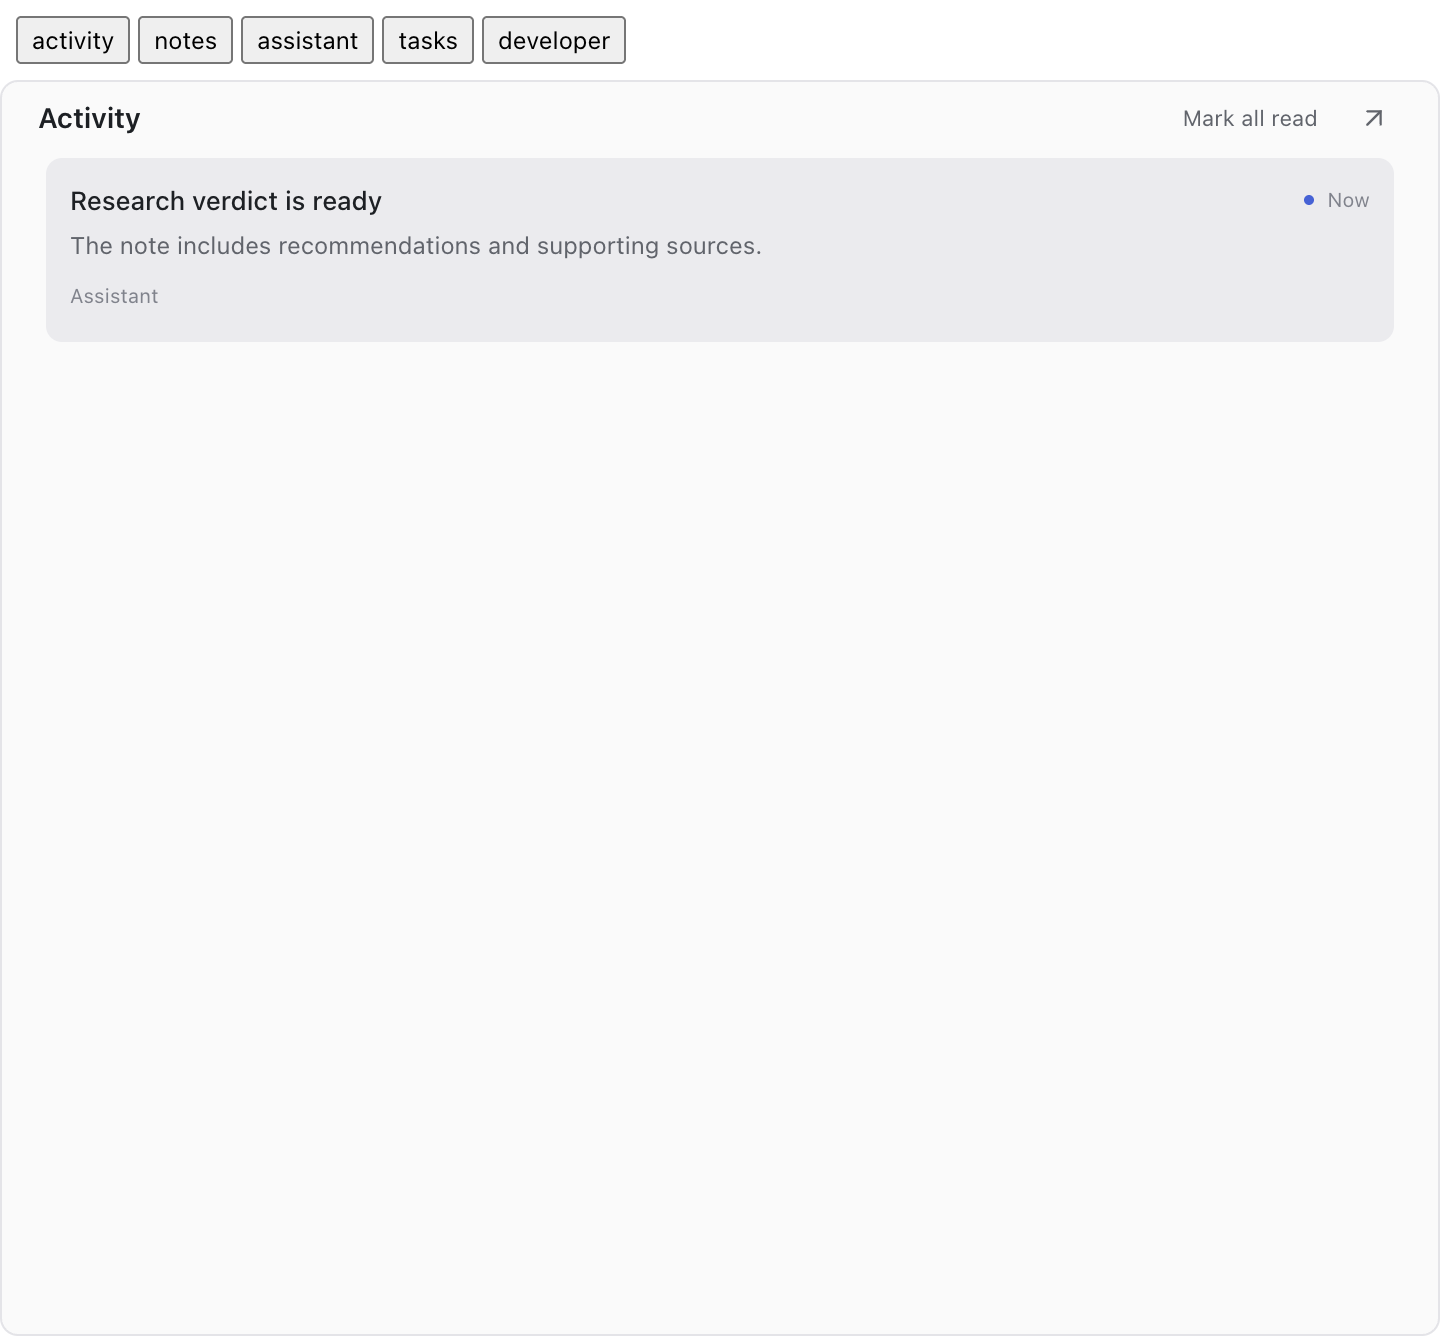 activity notes assistant tasks developer
Activity Mark all read
Research verdict is ready Now
The note includes recommendations and supporting sources.
Assistant